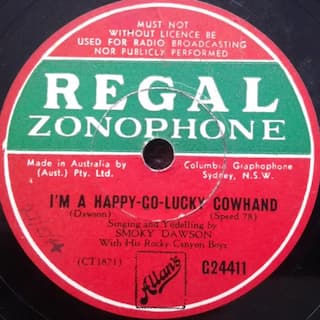 MUST NOT
WITHOUT LICENCE BE
USED FOR RADIO BROADCASTING
NOR PUBLICLY PERFORMED
REGAL
ZONOPHONE
Made in Australia by
(Aust.) Pty. Ltd.
Columbia Graphophone
Sydney, N.S.W.
I'M A HAPPY-GO-LUCKY COWHAND
(Dawson)
(Speed 78)
Singing and Yodelling by
SMOKY DAWSON
With His Rocky Canyon Boys
(CT1871)
Allan's
G24411